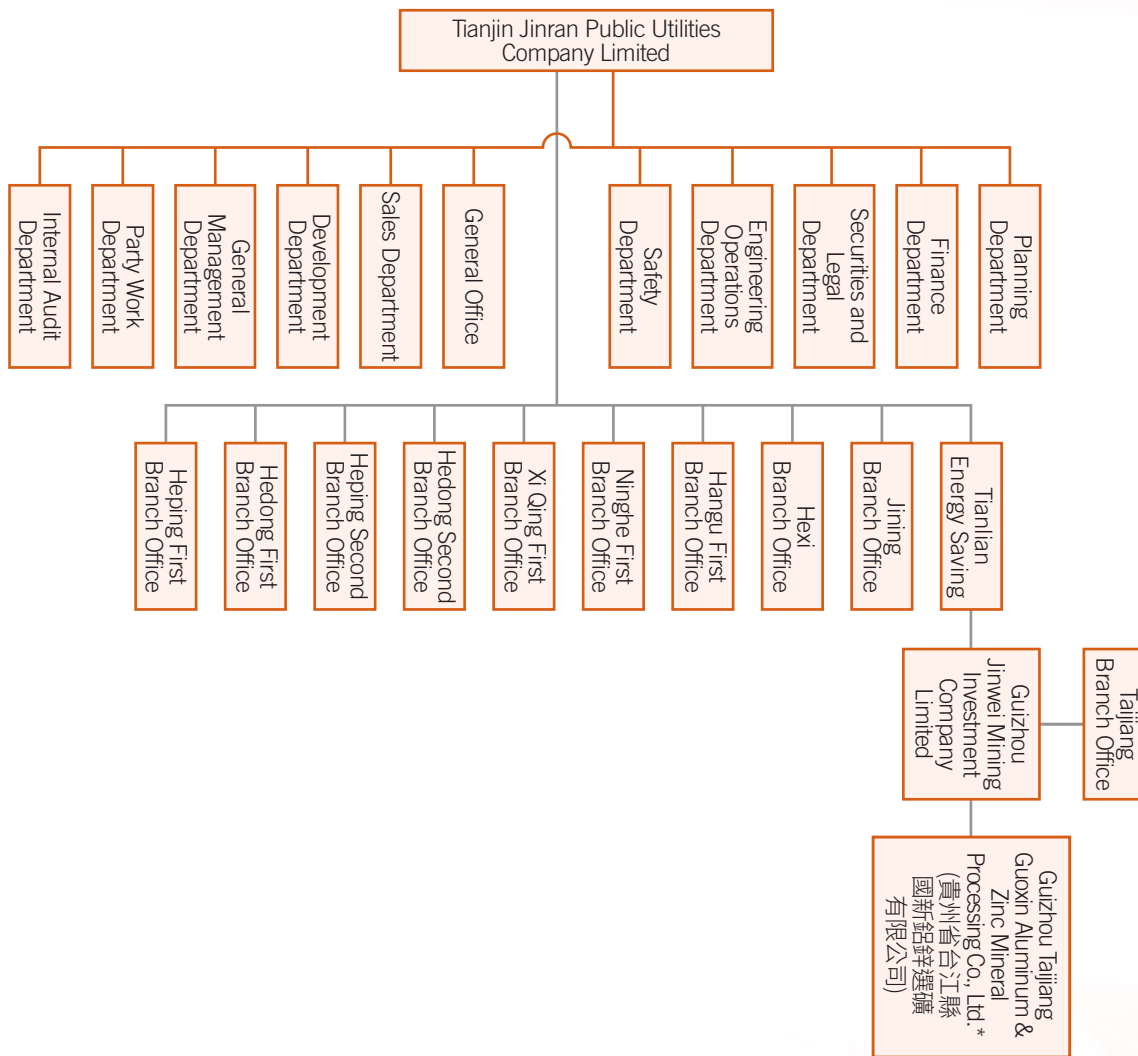 Tianjin Jinran Public Utilities
Company Limited
Internal Audit
Department
Party Work
Department
General
Management
Department
Development
Department
Sales Department
General Office
Safety
Department
Engineering
Operations
Department
Securities and
Legal
Department
Finance
Department
Planning
Department
Heping First
Branch Office
Hedong First
Branch Office
Heping Second
Branch Office
Hedong Second
Branch Office
Xi Qing First
Branch Office
Ninghe First
Branch Office
Hangu First
Branch Office
Hexi
Branch Office
Jining
Branch Office
Tianlian
Energy Saving
Guizhou
Jinwei Mining
Investment
Company
Limited
Taijiang
Branch Office
Guizhou Taijiang
Guoxin Aluminum &
Zinc Mineral
Processing Co., Ltd.*
(貴州省台江縣
國新鋁鋅選礦
有限公司)